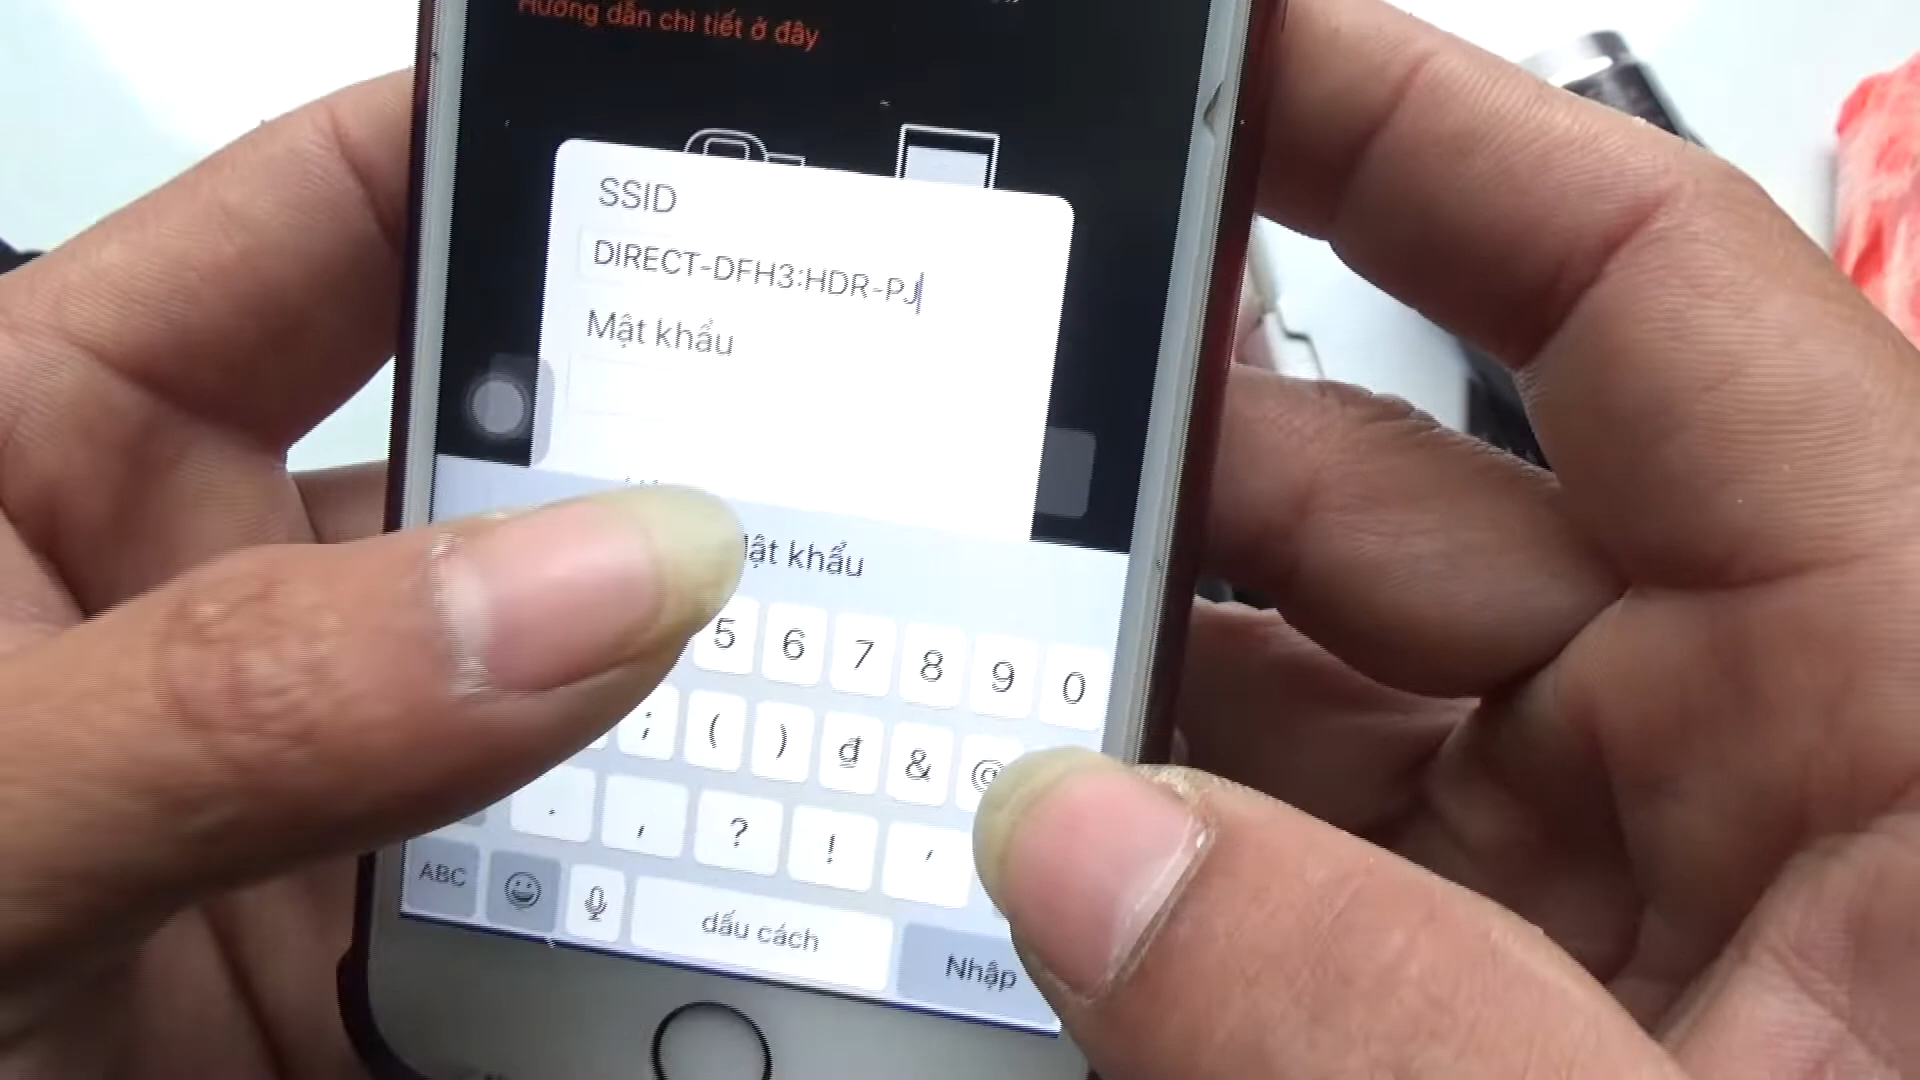 Hướng dẫn chi tiết ở đây
SSID
DIRECT-DFH3:HDR-PJ
Mật khẩu
khẩu
5 6 7 8 9 0
; ( ) đ & @
. , ? ! ′
ABC dấu cách Nhập